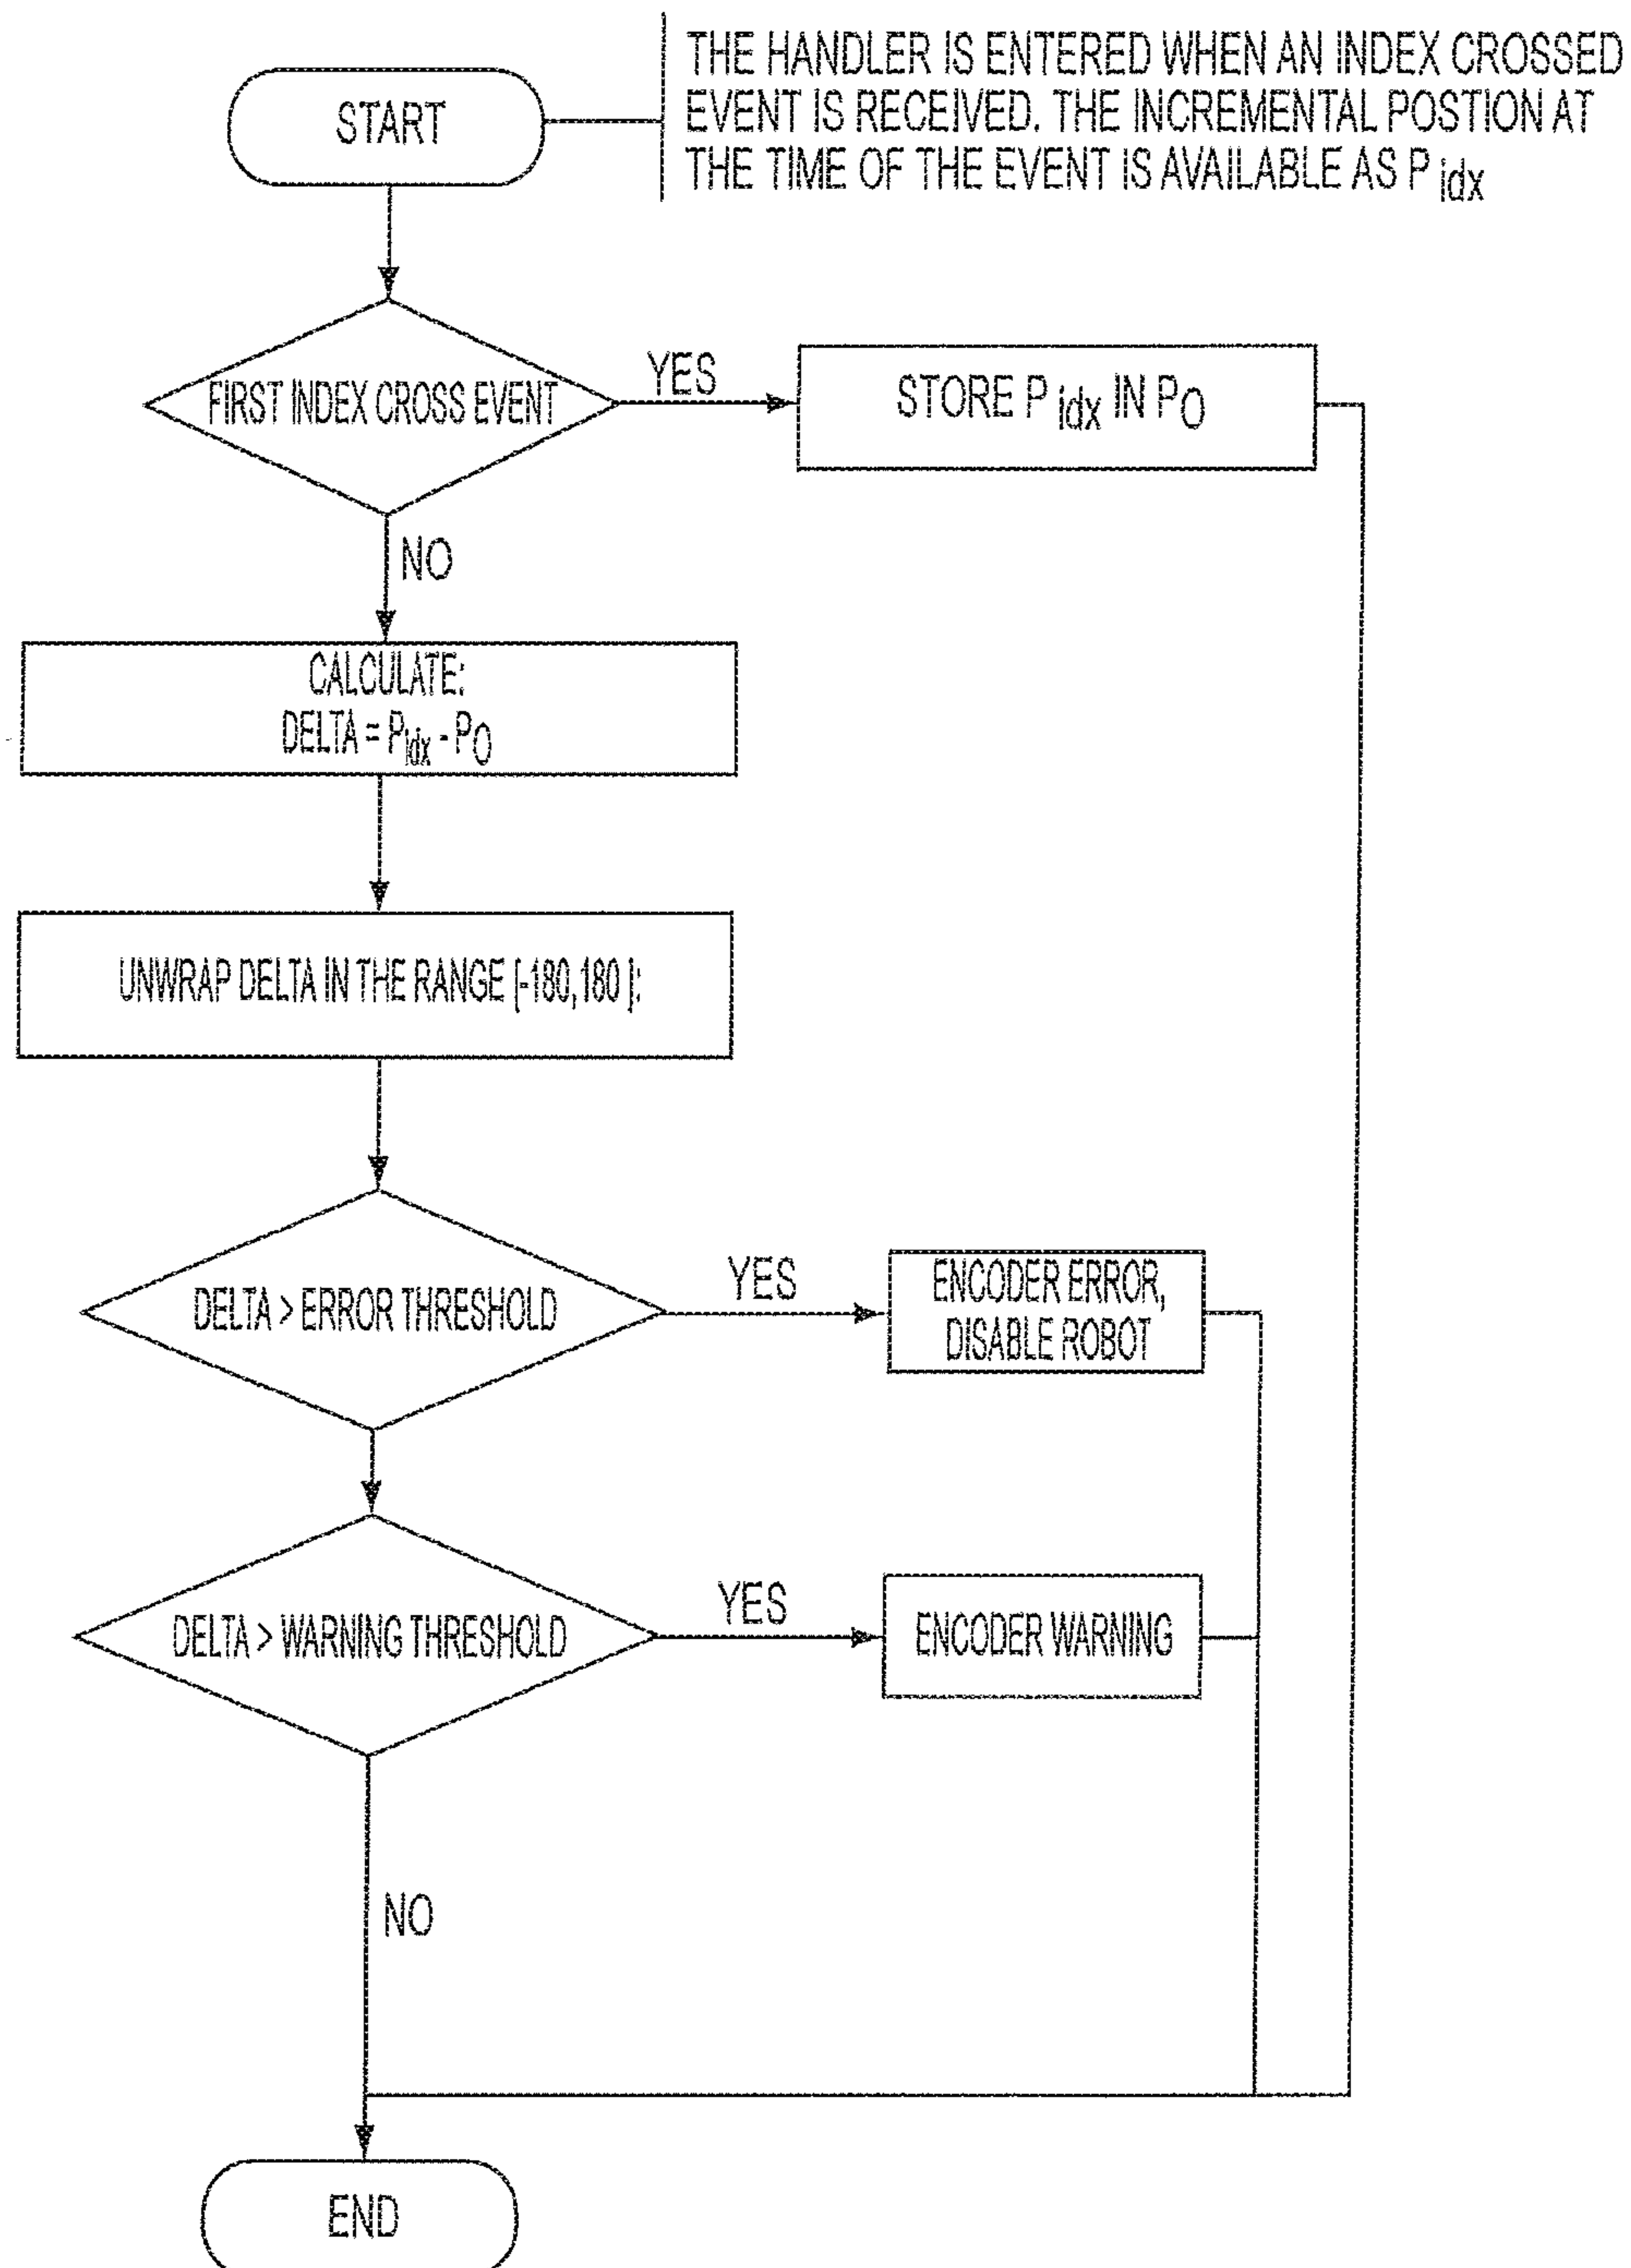 START
THE HANDLER IS ENTERED WHEN AN INDEX CROSSED
EVENT IS RECEIVED. THE INCREMENTAL POSTION AT
THE TIME OF THE EVENT IS AVAILABLE AS P idx
FIRST INDEX CROSS EVENT
YES
STORE P idx IN PO
NO
CALCULATE:
DELTA = Pidx - PO
UNWRAP DELTA IN THE RANGE [-180,180 ]:
DELTA > ERROR THRESHOLD
YES
ENCODER ERROR,
DISABLE ROBOT
DELTA > WARNING THRESHOLD
YES
ENCODER WARNING
NO
END